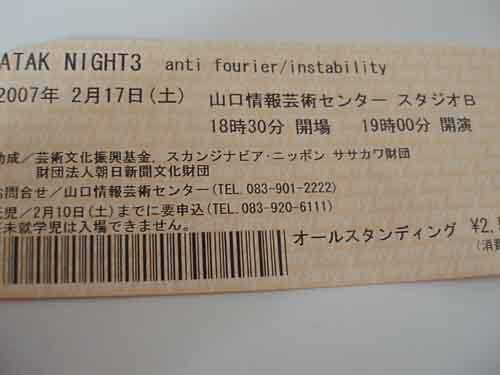 ATAK NIGHT3 anti fourier/instability
2007年 2月17日(土) 山口情報芸術センター スタジオB
18時30分 開場 19時00分 開演
助成/芸術文化振興基金、スカンジナビア・ニッポン ササカワ財団
財団法人朝日新聞文化財団
お問合せ/山口情報芸術センター(TEL. 083-901-2222)
託児/2月10日(土)までに要申込(TEL. 083-920-6111)
未就学児は入場できません。
オールスタンディング ¥2,
(消費